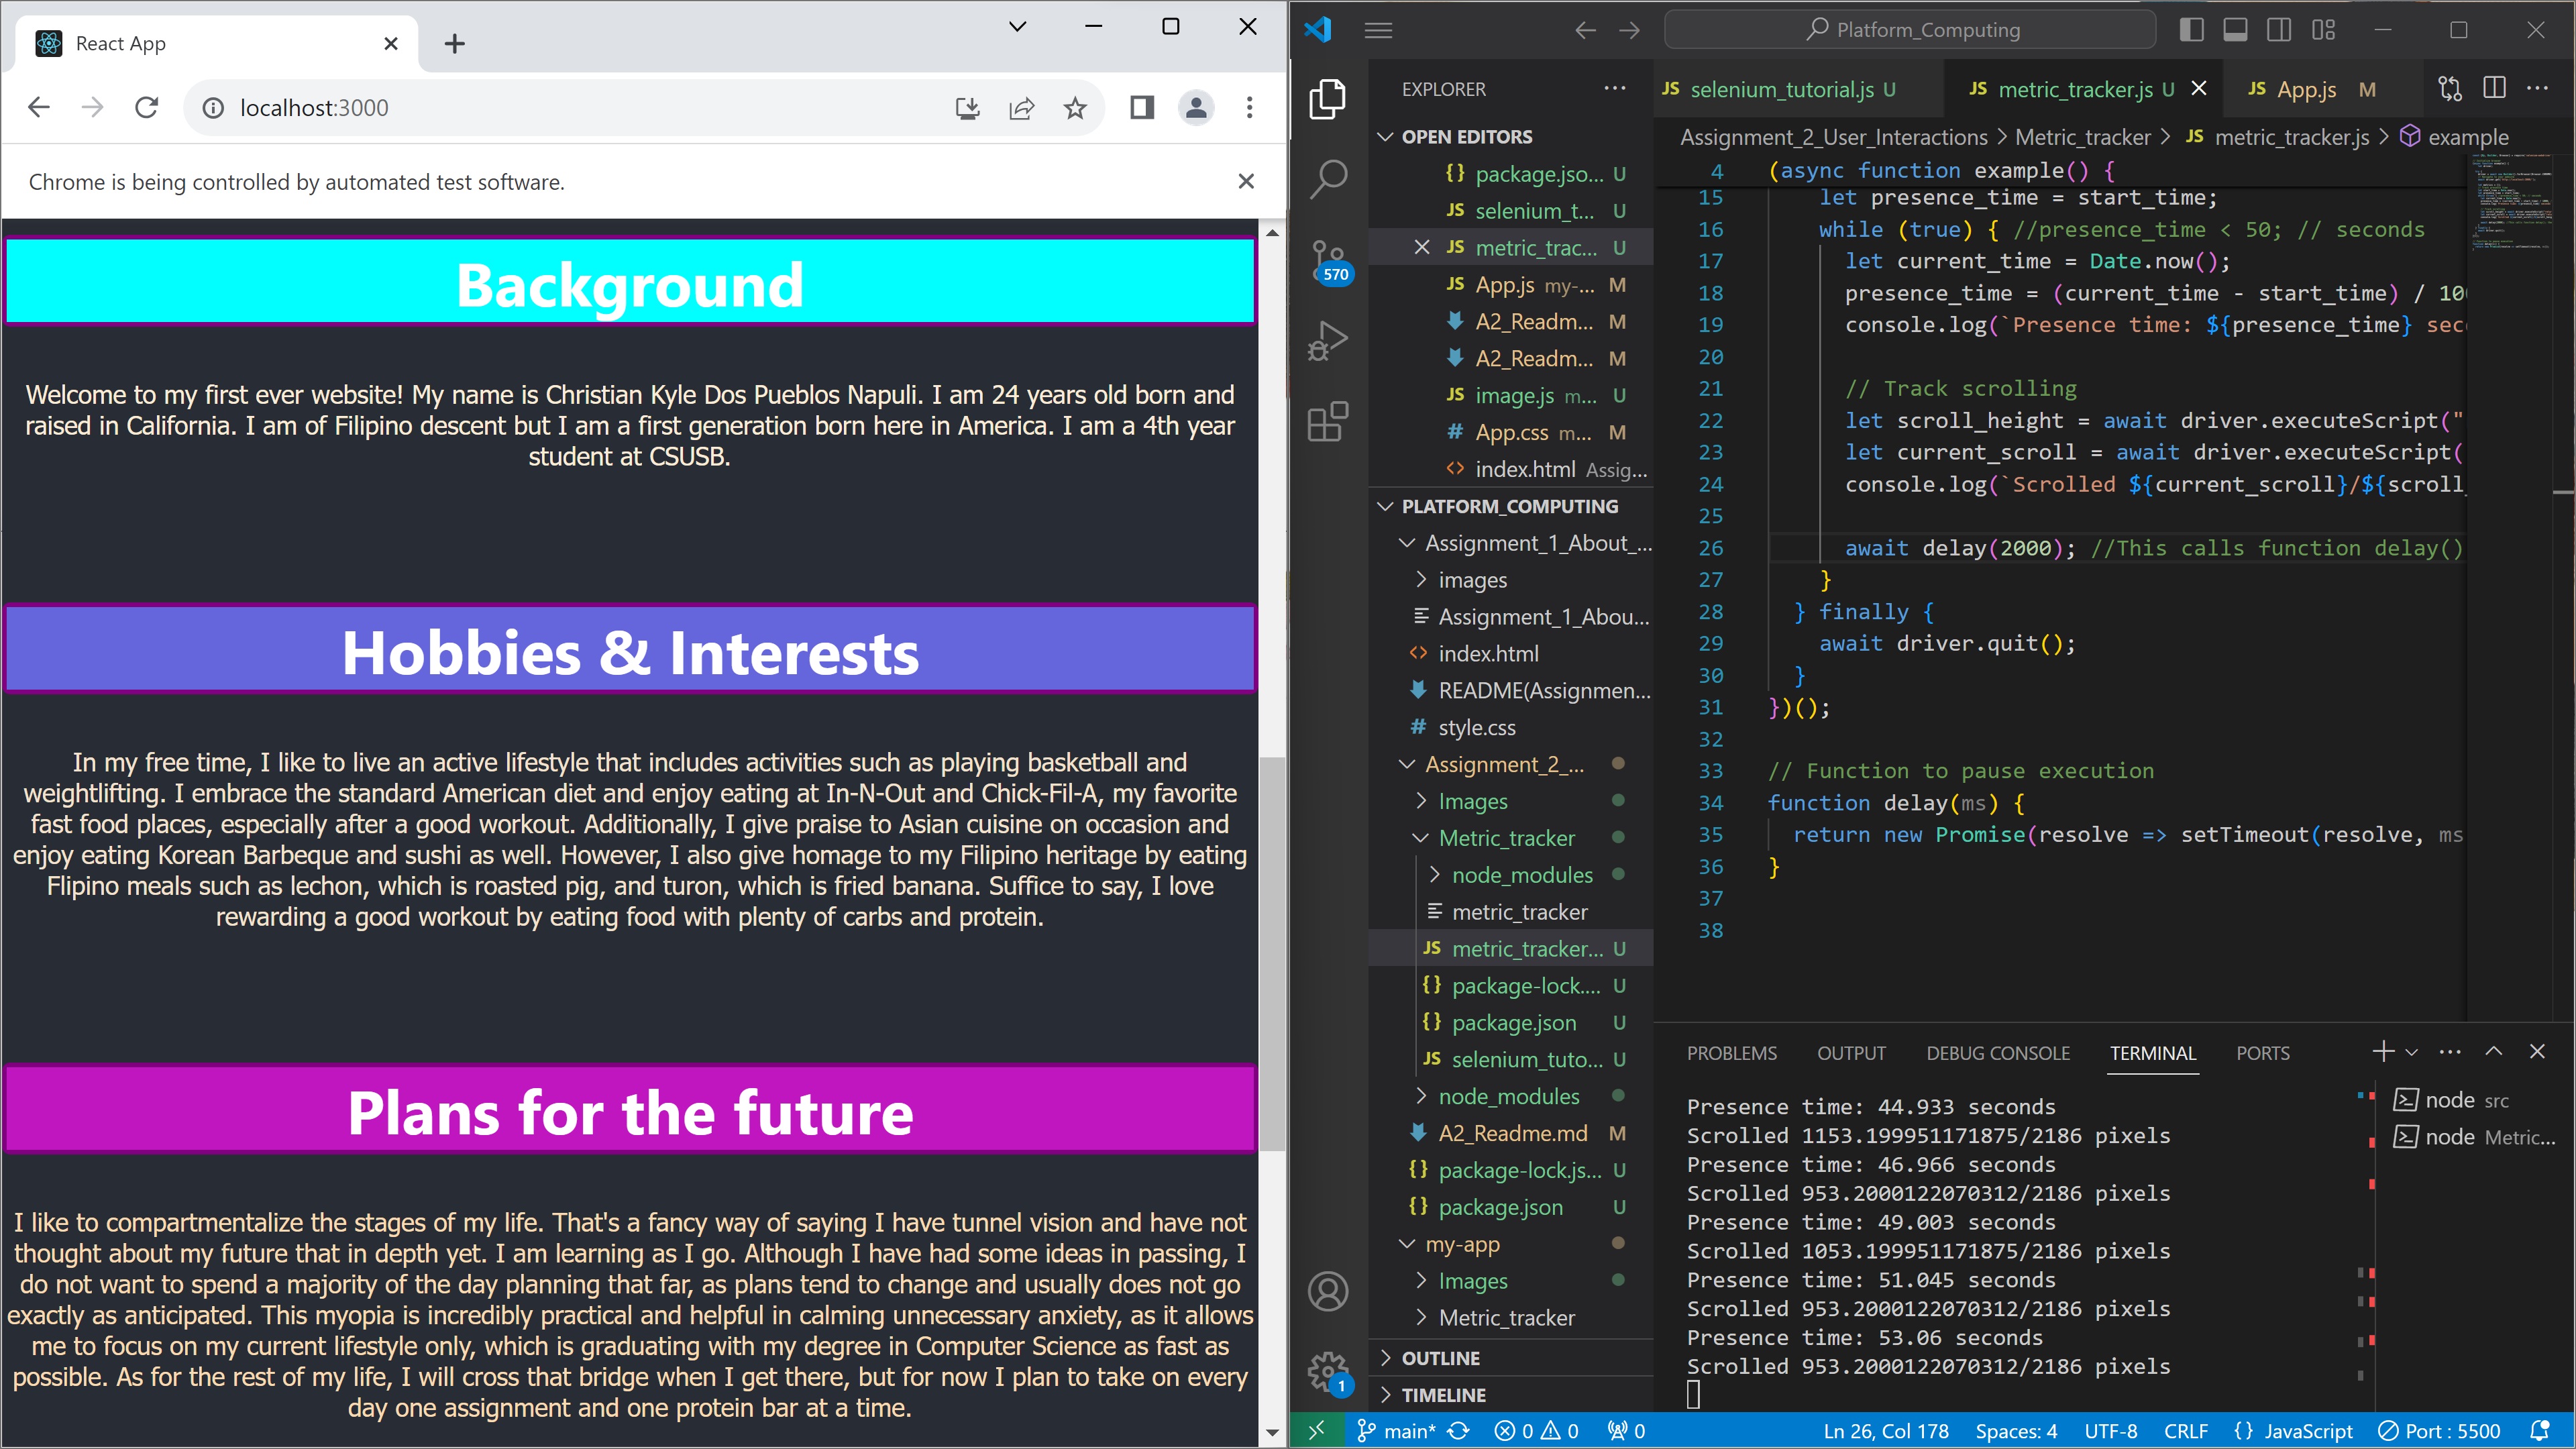 React App
localhost:3000
Chrome is being controlled by automated test software.
Background
Welcome to my first ever website! My name is Christian Kyle Dos Pueblos Napuli. I am 24 years old born and
raised in California. I am of Filipino descent but I am a first generation born here in America. I am a 4th year
student at CSUSB.
Hobbies & Interests
In my free time, I like to live an active lifestyle that includes activities such as playing basketball and
weightlifting. I embrace the standard American diet and enjoy eating at In-N-Out and Chick-Fil-A, my favorite
fast food places, especially after a good workout. Additionally, I give praise to Asian cuisine on occasion and
enjoy eating Korean Barbeque and sushi as well. However, I also give homage to my Filipino heritage by eating
Flipino meals such as lechon, which is roasted pig, and turon, which is fried banana. Suffice to say, I love
rewarding a good workout by eating food with plenty of carbs and protein.
Plans for the future
I like to compartmentalize the stages of my life. That's a fancy way of saying I have tunnel vision and have not
thought about my future that in depth yet. I am learning as I go. Although I have had some ideas in passing, I
do not want to spend a majority of the day planning that far, as plans tend to change and usually does not go
exactly as anticipated. This myopia is incredibly practical and helpful in calming unnecessary anxiety, as it allows
me to focus on my current lifestyle only, which is graduating with my degree in Computer Science as fast as
possible. As for the rest of my life, I will cross that bridge when I get there, but for now I plan to take on every
day one assignment and one protein bar at a time.
Platform_Computing
570
1
EXPLORER
OPEN EDITORS
{} package.jso... U
JS selenium_t... U
JS metric_trac... U
JS App.js my-... M
A2_Readm... M
A2_Readm... M
JS image.js m... U
# App.css m... M
<> index.html Assig...
PLATFORM_COMPUTING
Assignment_1_About_...
images
Assignment_1_Abou...
<> index.html
README(Assignmen...
# style.css
Assignment_2_...
Images
Metric_tracker
node_modules
metric_tracker
JS metric_tracker... U
{} package-lock.... U
{} package.json U
JS selenium_tuto... U
node_modules
A2_Readme.md M
{} package-lock.js... U
{} package.json U
my-app
Images
Metric_tracker
OUTLINE
TIMELINE
JS selenium_tutorial.js U
JS metric_tracker.js U
JS App.js M
Assignment_2_User_Interactions > Metric_tracker > JS metric_tracker.js > example
4 (async function example() {
15 let presence_time = start_time;
16 while (true) { //presence_time < 50; // seconds
17 let current_time = Date.now();
18 presence_time = (current_time - start_time) / 10
19 console.log(`Presence time: ${presence_time} sec
20
21 // Track scrolling
22 let scroll_height = await driver.executeScript("
23 let current_scroll = await driver.executeScript(
24 console.log(`Scrolled ${current_scroll}/${scroll_
25
26 await delay(2000); //This calls function delay()
27 }
28 } finally {
29 await driver.quit();
30 }
31 })();
32
33 // Function to pause execution
34 function delay(ms) {
35 return new Promise(resolve => setTimeout(resolve, ms
36 }
37
38
PROBLEMS OUTPUT DEBUG CONSOLE TERMINAL PORTS
Presence time: 44.933 seconds
Scrolled 1153.199951171875/2186 pixels
Presence time: 46.966 seconds
Scrolled 953.2000122070312/2186 pixels
Presence time: 49.003 seconds
Scrolled 1053.199951171875/2186 pixels
Presence time: 51.045 seconds
Scrolled 953.2000122070312/2186 pixels
Presence time: 53.06 seconds
Scrolled 953.2000122070312/2186 pixels
node src
node Metric...
main* 0 0 0 Ln 26, Col 178 Spaces: 4 UTF-8 CRLF {} JavaScript Port : 5500